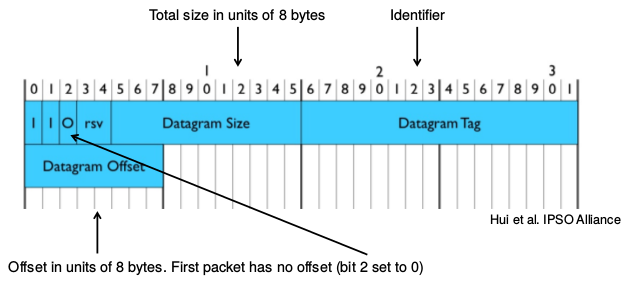 Total size in units of 8 bytes Identifier
1 2 3
0 1 2 3 4 5 6 7 8 9 0 1 2 3 4 5 6 7 8 9 0 1 2 3 4 5 6 7 8 9 0 1
1 1 O rsv Datagram Size Datagram Tag
Datagram Offset
Hui et al. IPSO Alliance
Offset in units of 8 bytes. First packet has no offset (bit 2 set to 0)